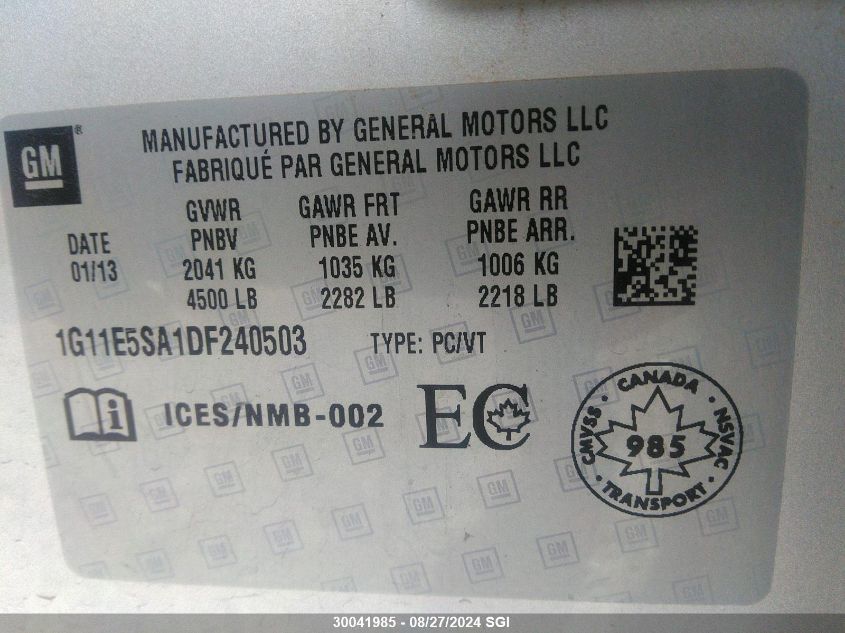 GM ®
MANUFACTURED BY GENERAL MOTORS LLC
FABRIQUÉ PAR GENERAL MOTORS LLC
DATE
01/13
GVWR
PNBV
2041 KG
4500 LB
GAWR FRT
PNBE AV.
1035 KG
2282 LB
GAWR RR
PNBE ARR.
1006 KG
2218 LB
1G11E5SA1DF240503 TYPE: PC/VT
i ICES/NMB-002 EC
CANADA
CMVSS · 985 · NSVAC
TRANSPORT
30041985 - 08/27/2024 SGI